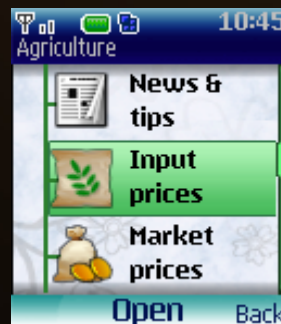 10:45
Agriculture
News &
tips
Input
prices
Market
prices
Open Back